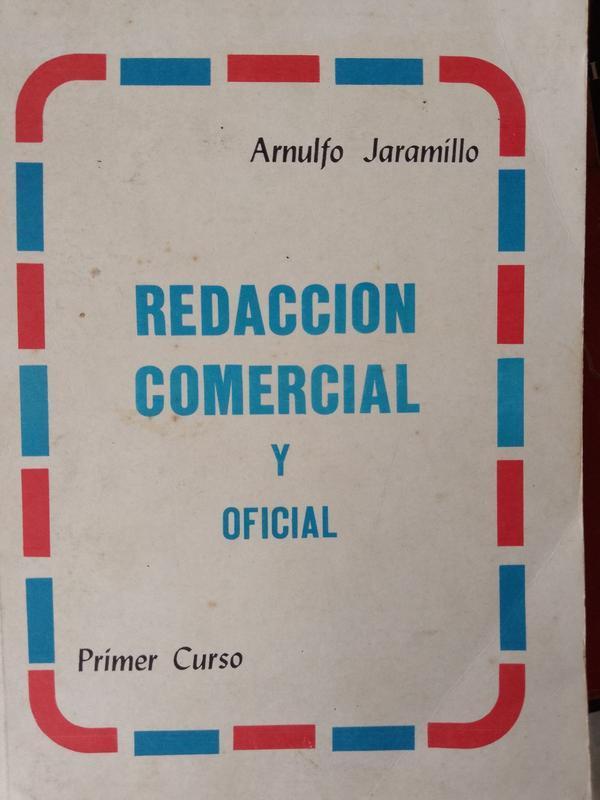 Arnulfo Jaramillo
REDACCION
COMERCIAL
Y
OFICIAL
Primer Curso